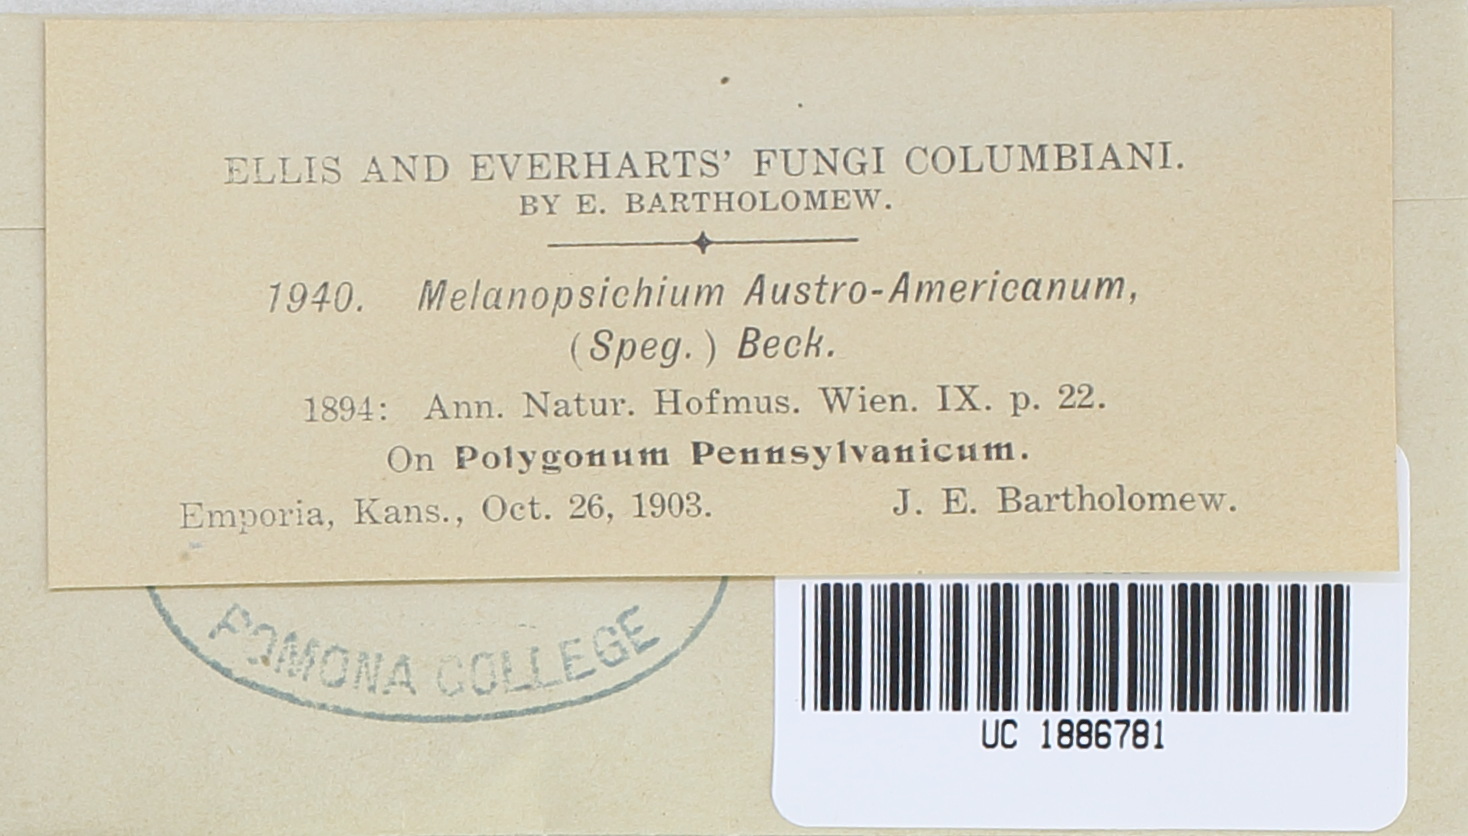 ELLIS AND EVERHARTS' FUNGI COLUMBIANI.
BY E. BARTHOLOMEW.
1940. Melanopsichium Austro-Americanum,
(Speg.) Beck.
1894: Ann. Natur. Hofmus. Wien. IX. p. 22.
On Polygonum Pennsylvanicum.
Emporia, Kans., Oct. 26, 1903. J. E. Bartholomew.
POMONA COLLEGE
UC 1886781